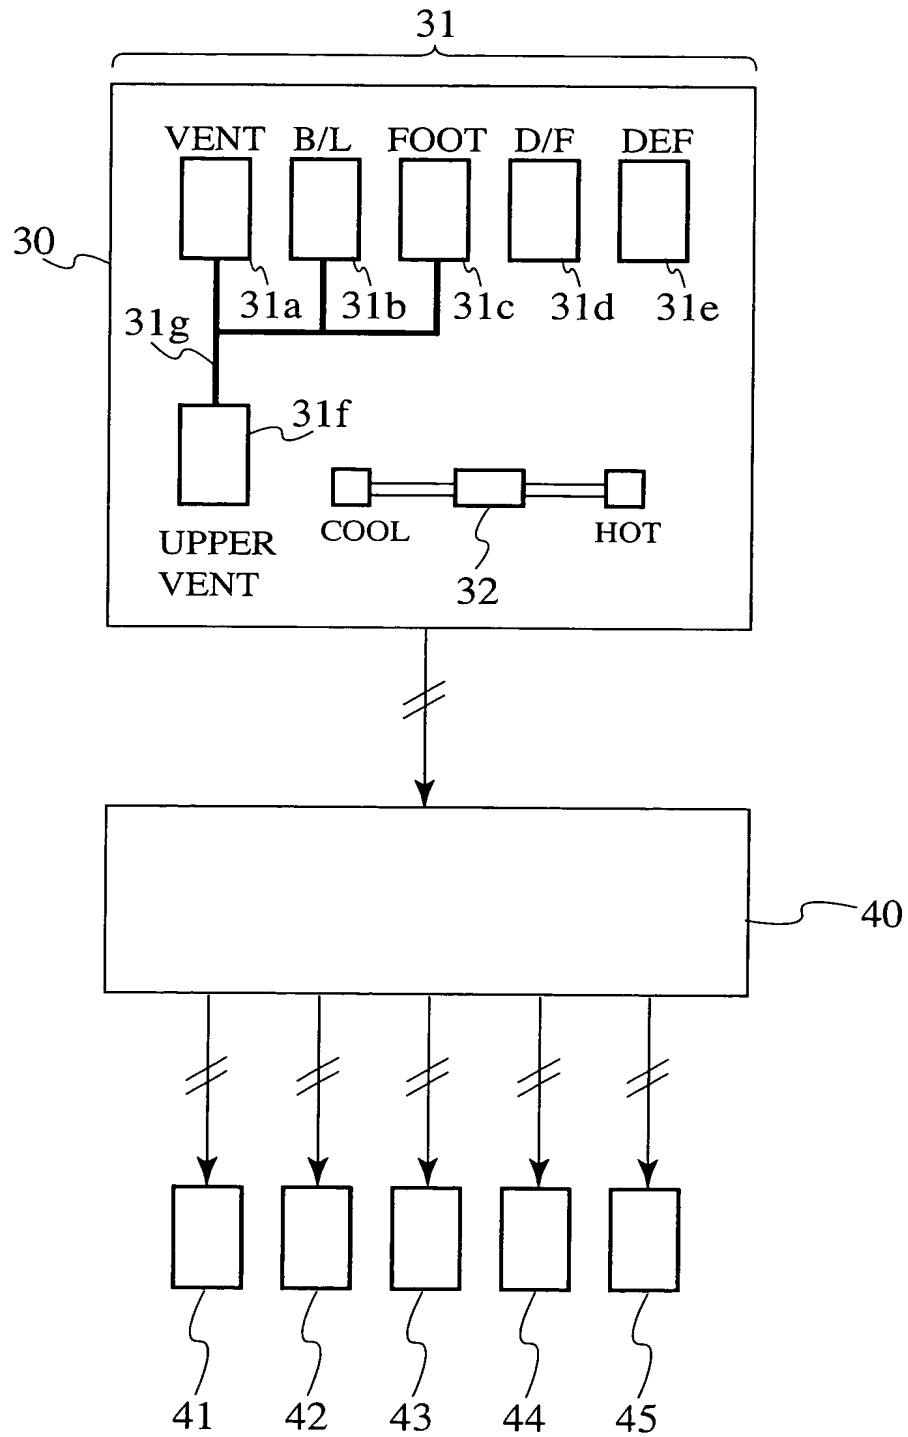 31
VENT B/L FOOT D/F DEF
30
31a 31b 31c 31d 31e
31g
31f
COOL HOT
UPPER
VENT
32
40
41 42 43 44 45